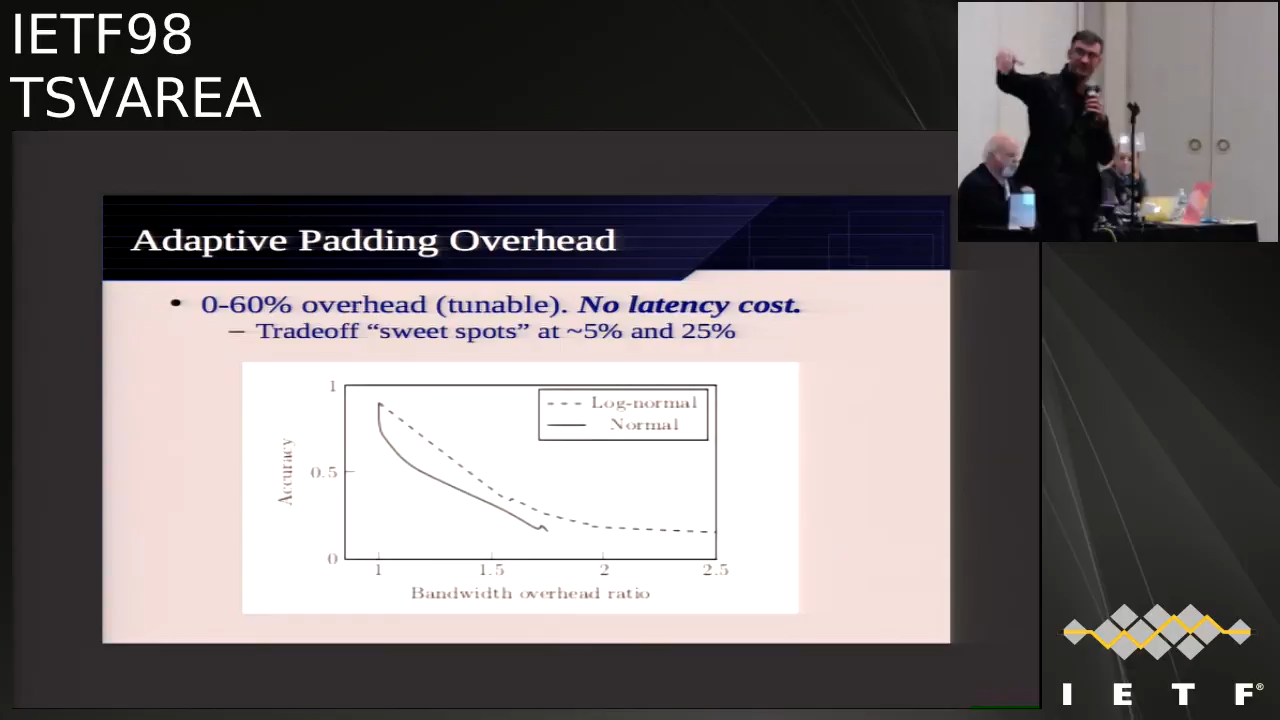 IETF98
TSVAREA
Adaptive Padding Overhead
• 0-60% overhead (tunable). No latency cost.
– Tradeoff “sweet spots” at ~5% and 25%
Log-normal
Normal
Accuracy
1
0.5
0
1 1.5 2 2.5
Bandwidth overhead ratio
I E T F®